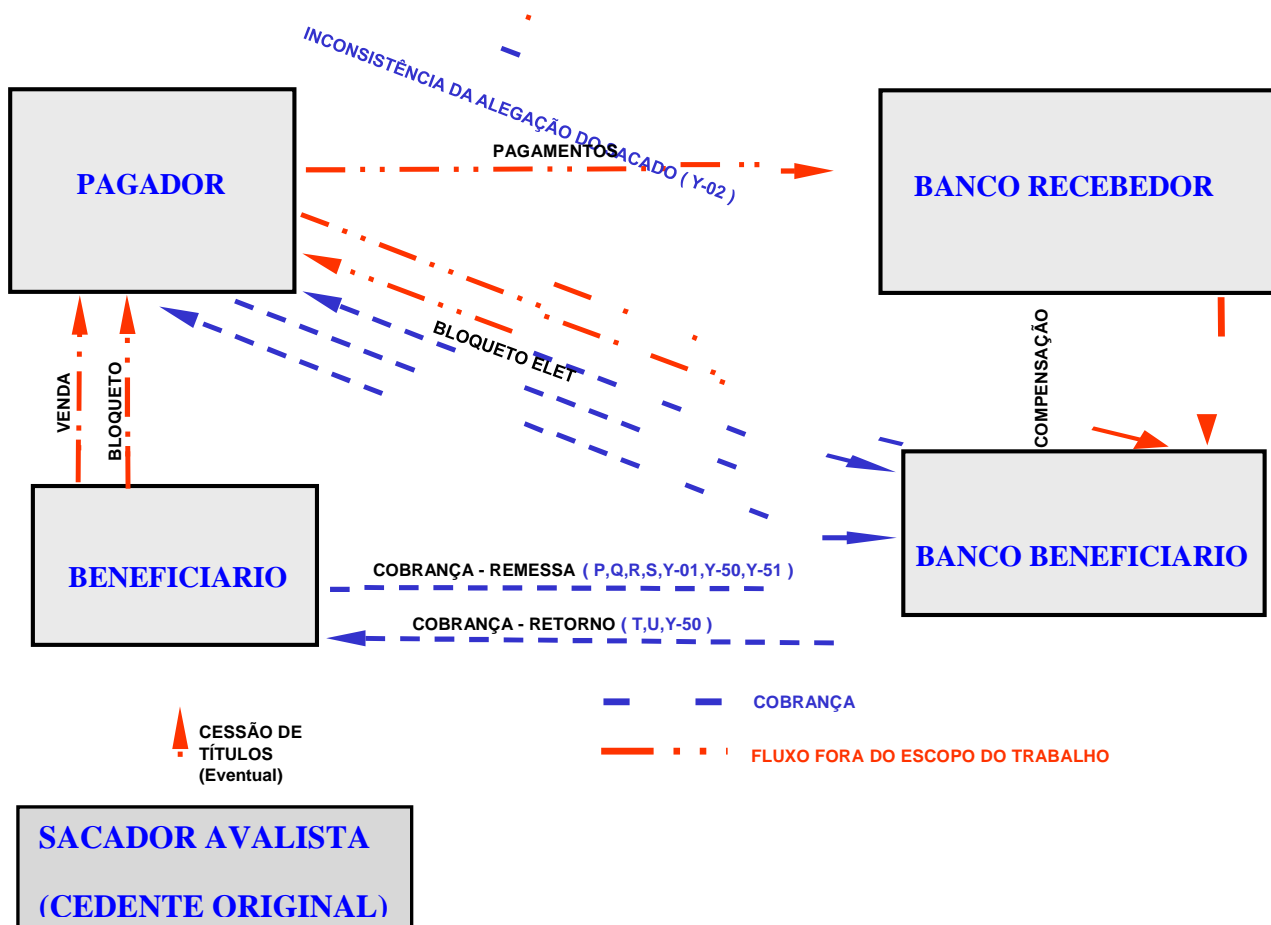 INCONSISTÊNCIA DA ALEGAÇÃO DO SACADO ( Y-02 )
PAGAMENTOS
PAGADOR
BANCO RECEBEDOR
BLOQUETO ELET
VENDA
BLOQUETO
COMPENSAÇÃO
BENEFICIARIO
BANCO BENEFICIARIO
COBRANÇA - REMESSA ( P,Q,R,S,Y-01,Y-50,Y-51 )
COBRANÇA - RETORNO ( T,U,Y-50 )
COBRANÇA
CESSÃO DE
TÍTULOS
(Eventual)
FLUXO FORA DO ESCOPO DO TRABALHO
SACADOR AVALISTA
(CEDENTE ORIGINAL)